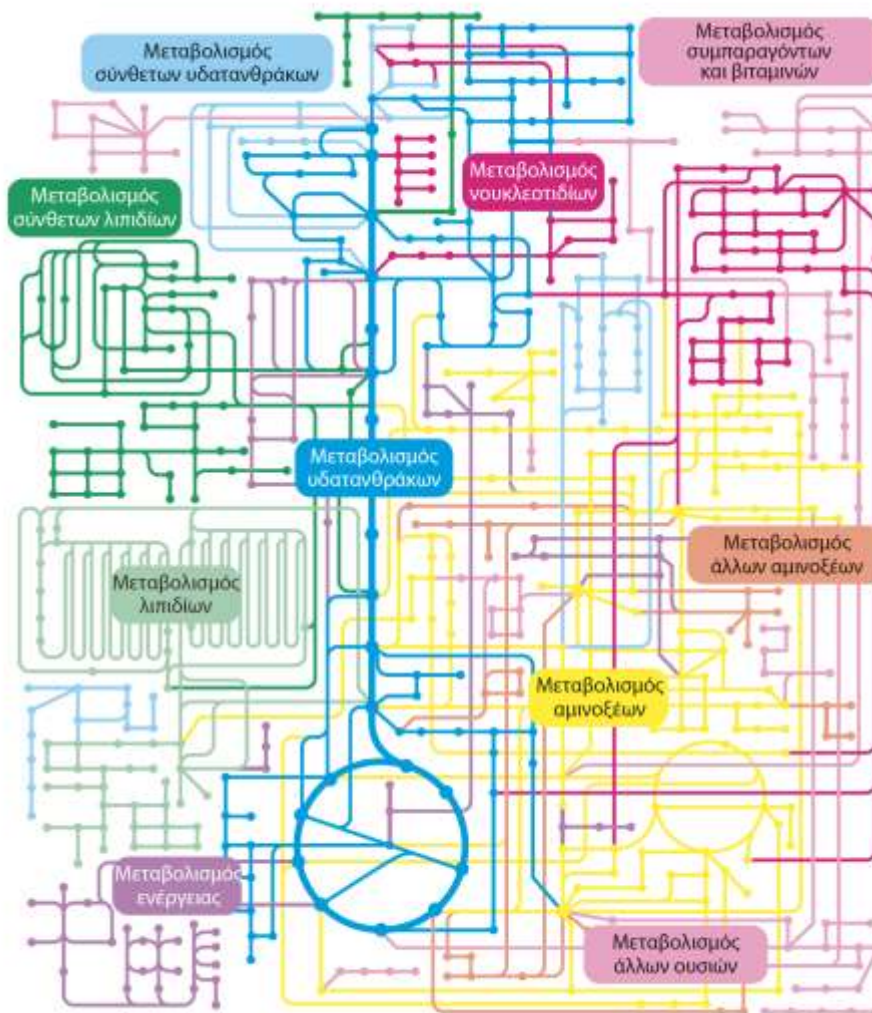 Μεταβολισμός
σύνθετων υδατανθράκων
Μεταβολισμός
συμπαραγόντων
και βιταμινών
Μεταβολισμός
σύνθετων λιπιδίων
Μεταβολισμός
νουκλεοτιδίων
Μεταβολισμός
υδατανθράκων
Μεταβολισμός
άλλων αμινοξέων
Μεταβολισμός
λιπιδίων
Μεταβολισμός
αμινοξέων
Μεταβολισμός
ενέργειας
Μεταβολισμός
άλλων ουσιών